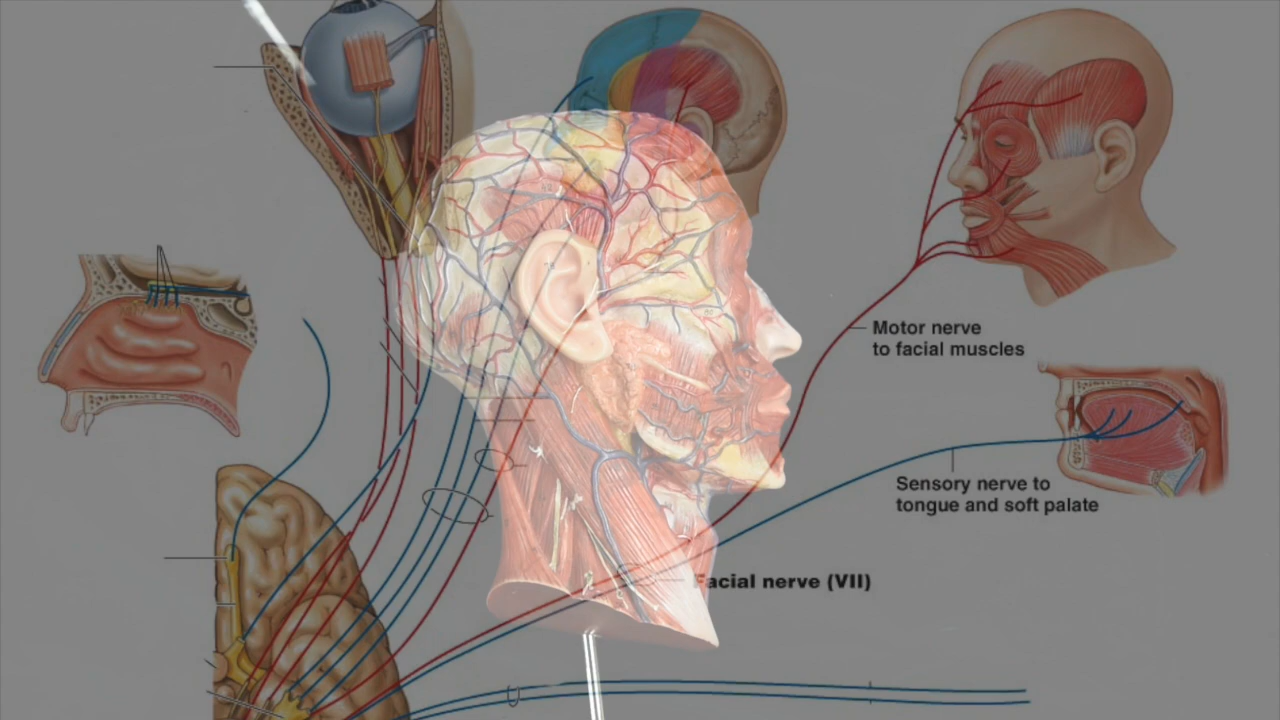 Motor nerve
to facial muscles
Sensory nerve to
tongue and soft palate
Facial nerve (VII)